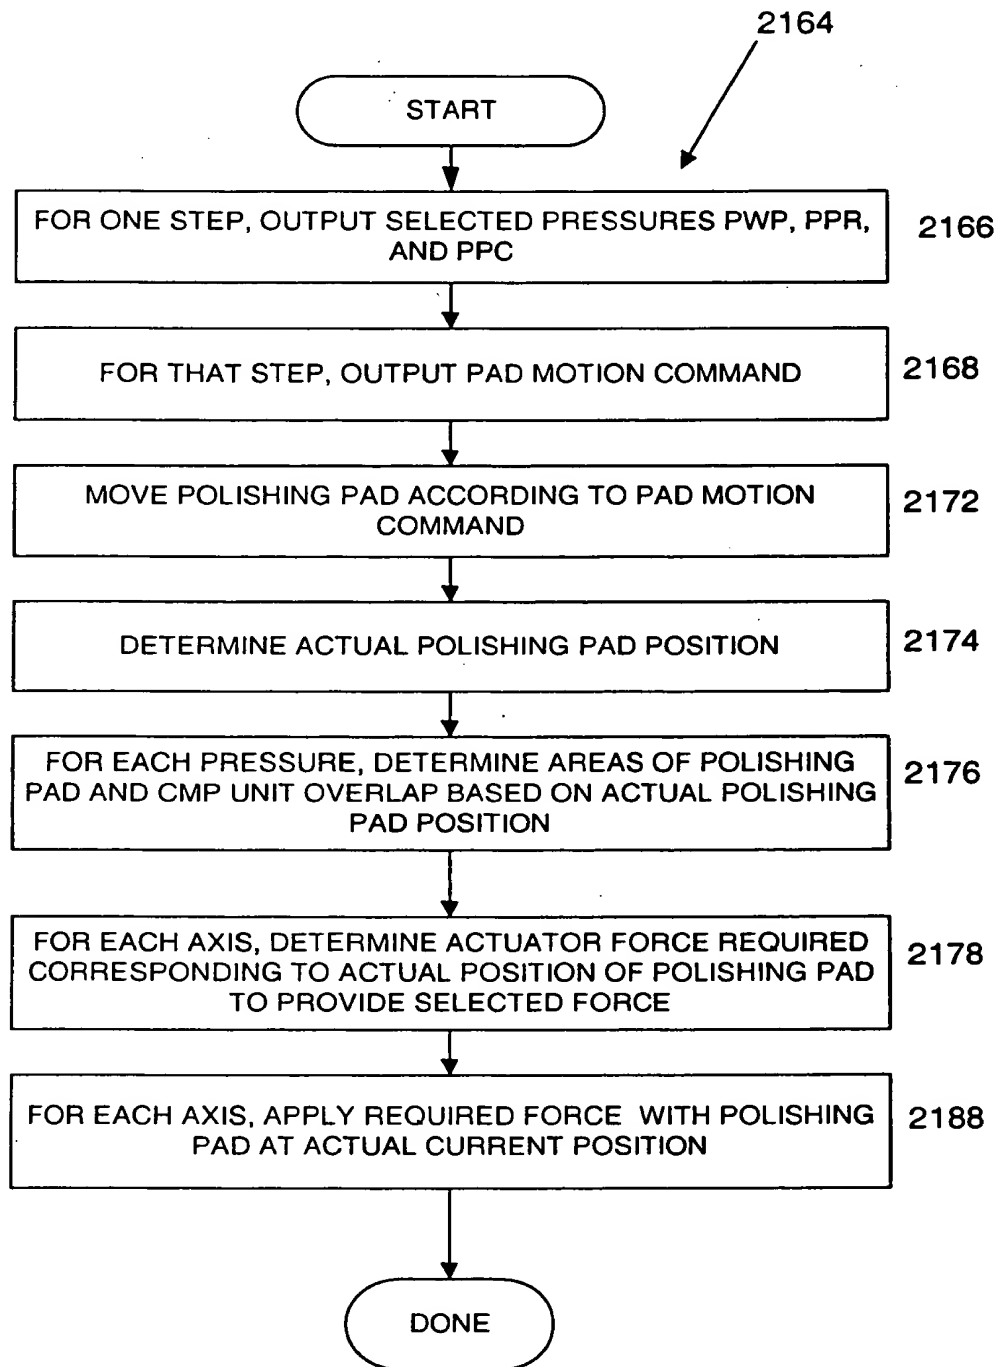 2164
START
FOR ONE STEP, OUTPUT SELECTED PRESSURES PWP, PPR,
AND PPC
2166
FOR THAT STEP, OUTPUT PAD MOTION COMMAND
2168
MOVE POLISHING PAD ACCORDING TO PAD MOTION
COMMAND
2172
DETERMINE ACTUAL POLISHING PAD POSITION
2174
FOR EACH PRESSURE, DETERMINE AREAS OF POLISHING
PAD AND CMP UNIT OVERLAP BASED ON ACTUAL POLISHING
PAD POSITION
2176
FOR EACH AXIS, DETERMINE ACTUATOR FORCE REQUIRED
CORRESPONDING TO ACTUAL POSITION OF POLISHING PAD
TO PROVIDE SELECTED FORCE
2178
FOR EACH AXIS, APPLY REQUIRED FORCE WITH POLISHING
PAD AT ACTUAL CURRENT POSITION
2188
DONE